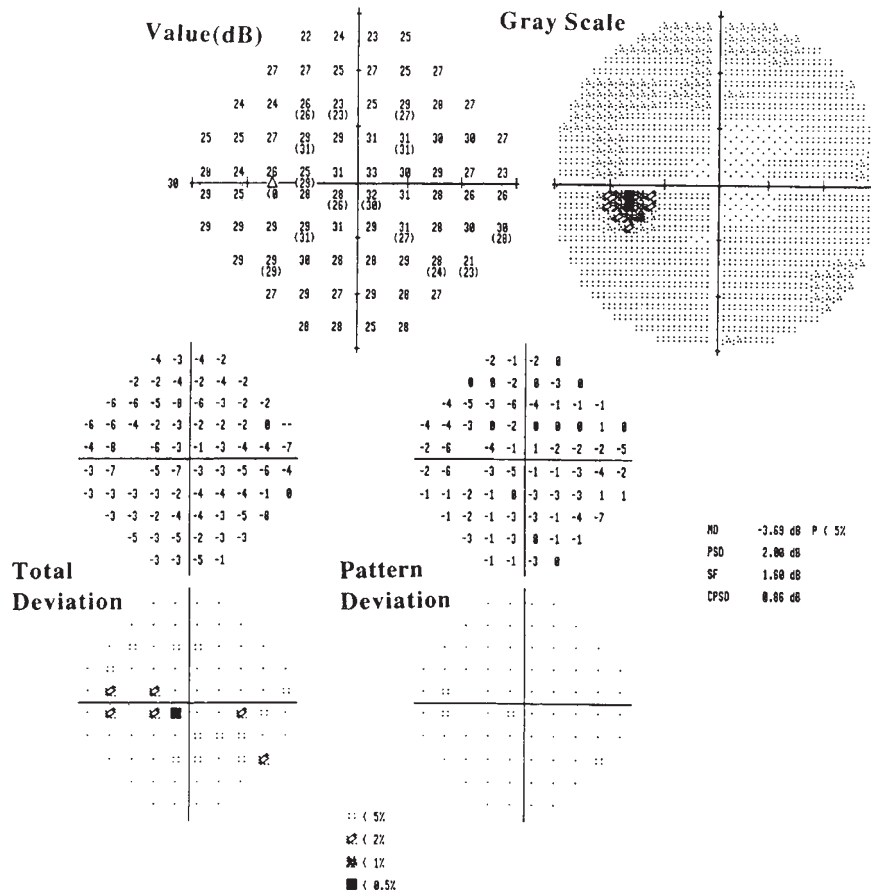 Value(dB)
Gray Scale
22 24 23 25
27 27 25 27 25 27
24 24 26 23 25 29 28 27
(26) (23) (27)
25 25 27 29 29 31 31 30 30 27
(31) (31)
28 24 26 25 31 33 30 29 27 23
30 (29)
29 25 (0 28 28 32 31 28 26 26
(26) (30)
29 29 29 29 31 29 31 28 30 30
(31) (27) (28)
29 29 30 28 28 29 28 21
(29) (24) (23)
27 29 27 29 28 27
28 28 25 28
-4 -3 -4 -2
-2 -2 -4 -2 -4 -2
-6 -6 -5 -8 -6 -3 -2 -2
-6 -6 -4 -2 -3 -2 -2 -2 0 --
-4 -8 -6 -3 -1 -3 -4 -4 -7
-3 -7 -5 -7 -3 -3 -5 -6 -4
-3 -3 -3 -3 -2 -4 -4 -4 -1 0
-3 -3 -2 -4 -4 -3 -5 -8
-5 -3 -5 -2 -3 -3
-3 -3 -5 -1
-2 -1 -2 0
0 0 -2 0 -3 0
-4 -5 -3 -6 -4 -1 -1 -1
-4 -4 -3 0 -2 0 0 0 1 0
-2 -6 -4 -1 1 -2 -2 -2 -5
-2 -6 -3 -5 -1 -1 -3 -4 -2
-1 -1 -2 -1 0 -3 -3 -3 1 1
-1 -2 -1 -3 -3 -1 -4 -7
-3 -1 -3 0 -1 -1
-1 -1 -3 0
MD -3.69 dB P < 5%
PSD 2.00 dB
SF 1.60 dB
CPSD 0.86 dB
Total
Deviation
Pattern
Deviation
< 5%
< 2%
< 1%
< 0.5%